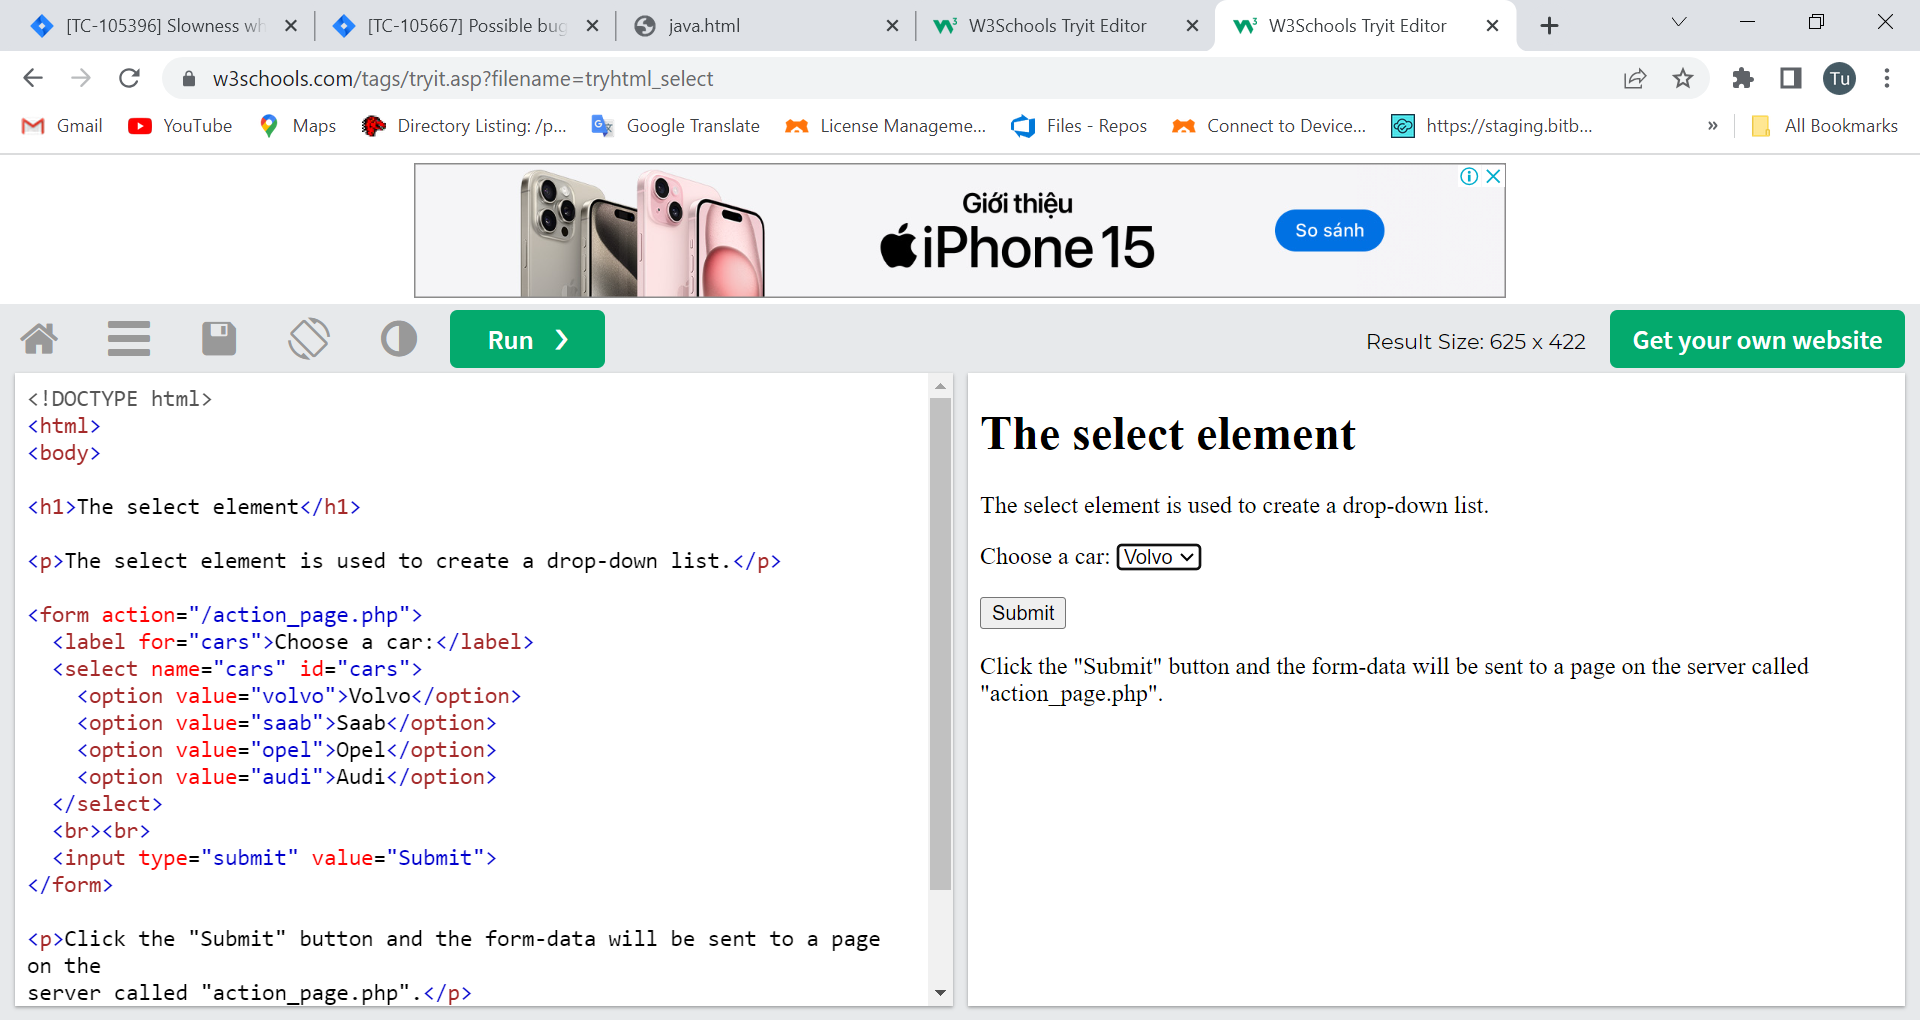 [TC-105396] Slowness wh
[TC-105667] Possible bug
java.html
W3Schools Tryit Editor
W3Schools Tryit Editor
w3schools.com/tags/tryit.asp?filename=tryhtml_select
Tu
Gmail
YouTube
Maps
Directory Listing: /p...
Google Translate
License Manageme...
Files - Repos
Connect to Device...
https://staging.bitb...
»
All Bookmarks
Giới thiệu
iPhone 15
So sánh
Run ❯
Result Size: 625 x 422
Get your own website
<!DOCTYPE html>
<html>
<body>
<h1>The select element</h1>
<p>The select element is used to create a drop-down list.</p>
<form action="/action_page.php">
<label for="cars">Choose a car:</label>
<select name="cars" id="cars">
<option value="volvo">Volvo</option>
<option value="saab">Saab</option>
<option value="opel">Opel</option>
<option value="audi">Audi</option>
</select>
<br><br>
<input type="submit" value="Submit">
</form>
<p>Click the "Submit" button and the form-data will be sent to a page
on the
server called "action_page.php".</p>
The select element
The select element is used to create a drop-down list.
Choose a car: Volvo
Submit
Click the "Submit" button and the form-data will be sent to a page on the server called
"action_page.php".